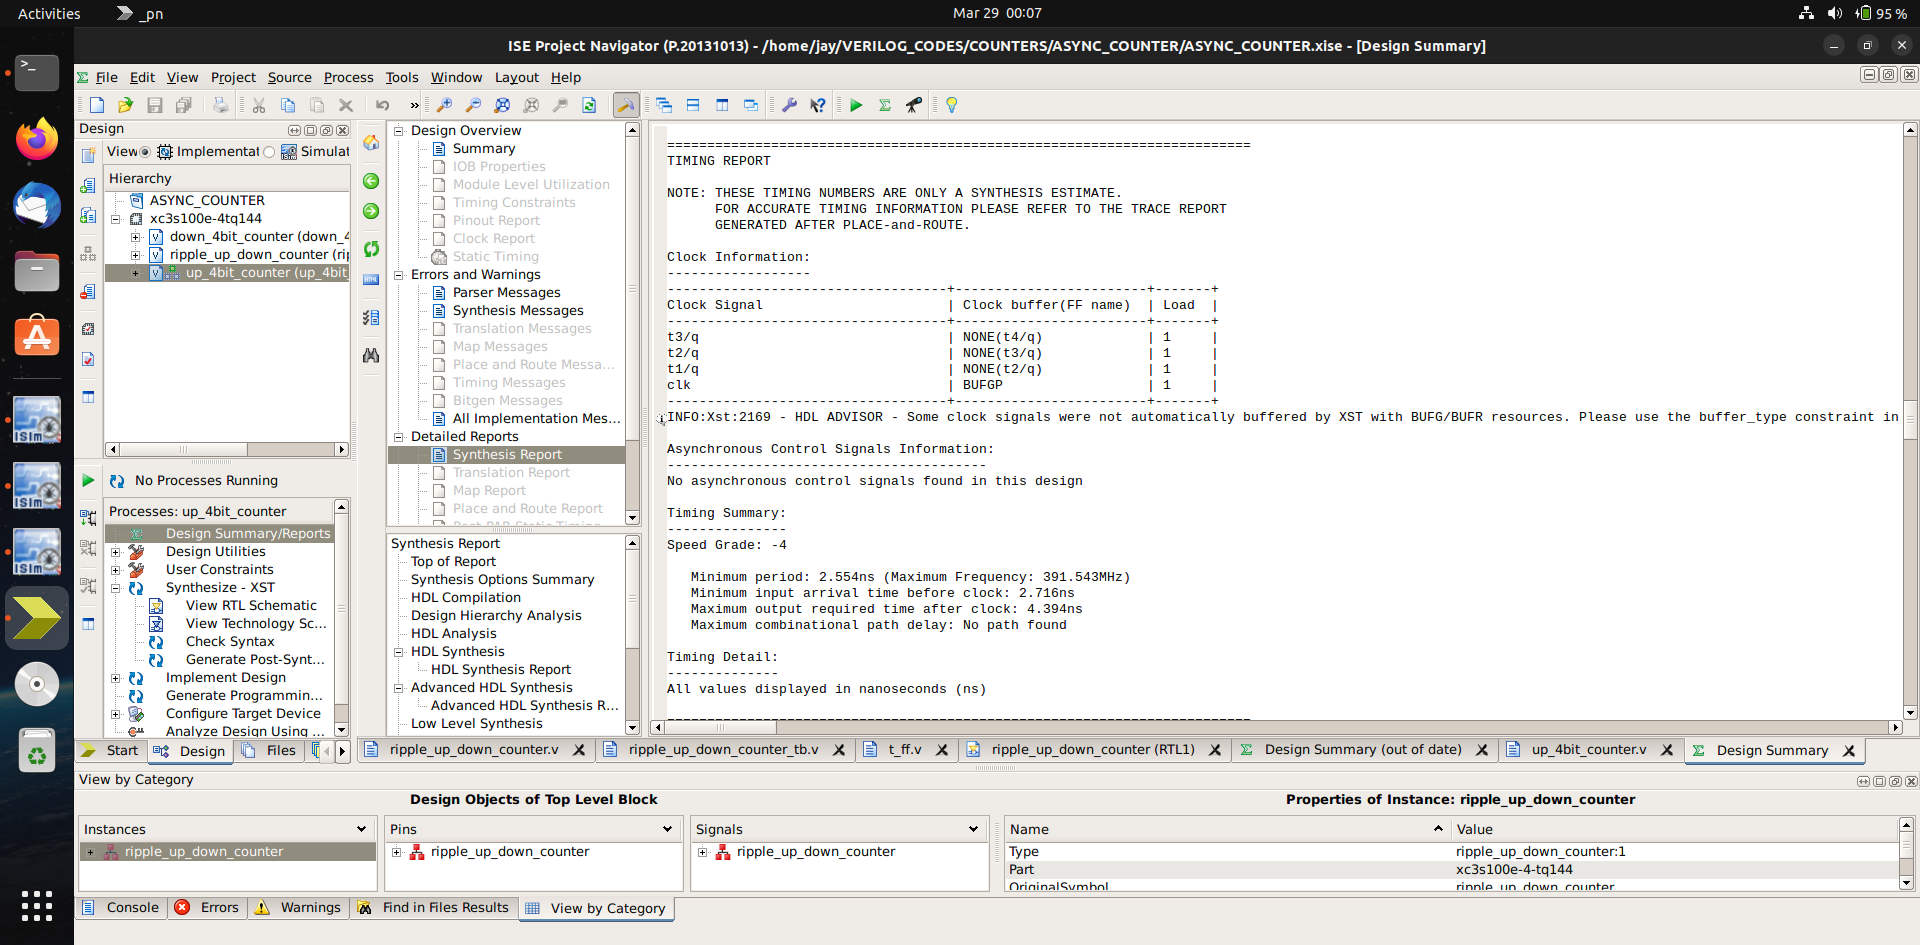 Activities
_pn
Mar 29 00:07
95 %
ISE Project Navigator (P.20131013) - /home/jay/VERILOG_CODES/COUNTERS/ASYNC_COUNTER/ASYNC_COUNTER.xise - [Design Summary]
File Edit View Project Source Process Tools Window Layout Help
Design
View Implementat Simulat
Hierarchy
ASYNC_COUNTER
xc3s100e-4tq144
down_4bit_counter (down_4
ripple_up_down_counter (rip
up_4bit_counter (up_4bit
No Processes Running
Processes: up_4bit_counter
Design Summary/Reports
Design Utilities
User Constraints
Synthesize - XST
View RTL Schematic
View Technology Sc...
Check Syntax
Generate Post-Synt...
Implement Design
Generate Programmin...
Configure Target Device
Analyze Design Using ...
Start Design Files
Design Overview
Summary
IOB Properties
Module Level Utilization
Timing Constraints
Pinout Report
Clock Report
Static Timing
Errors and Warnings
Parser Messages
Synthesis Messages
Translation Messages
Map Messages
Place and Route Messa...
Timing Messages
Bitgen Messages
All Implementation Mes...
Detailed Reports
Synthesis Report
Translation Report
Map Report
Place and Route Report
Post-PAR Static Timing
Synthesis Report
Top of Report
Synthesis Options Summary
HDL Compilation
Design Hierarchy Analysis
HDL Analysis
HDL Synthesis
HDL Synthesis Report
Advanced HDL Synthesis
Advanced HDL Synthesis R...
Low Level Synthesis
=========================================================================
TIMING REPORT
NOTE: THESE TIMING NUMBERS ARE ONLY A SYNTHESIS ESTIMATE.
FOR ACCURATE TIMING INFORMATION PLEASE REFER TO THE TRACE REPORT
GENERATED AFTER PLACE-and-ROUTE.
Clock Information:
------------------
-----------------------------------+------------------------+-------+
Clock Signal | Clock buffer(FF name) | Load |
-----------------------------------+------------------------+-------+
t3/q | NONE(t4/q) | 1 |
t2/q | NONE(t3/q) | 1 |
t1/q | NONE(t2/q) | 1 |
clk | BUFGP | 1 |
-----------------------------------+------------------------+-------+
INFO:Xst:2169 - HDL ADVISOR - Some clock signals were not automatically buffered by XST with BUFG/BUFR resources. Please use the buffer_type constraint in
Asynchronous Control Signals Information:
----------------------------------------
No asynchronous control signals found in this design
Timing Summary:
---------------
Speed Grade: -4
Minimum period: 2.554ns (Maximum Frequency: 391.543MHz)
Minimum input arrival time before clock: 2.716ns
Maximum output required time after clock: 4.394ns
Maximum combinational path delay: No path found
Timing Detail:
--------------
All values displayed in nanoseconds (ns)
=========================================================================
ripple_up_down_counter.v ripple_up_down_counter_tb.v t_ff.v ripple_up_down_counter (RTL1) Design Summary (out of date) up_4bit_counter.v Design Summary
View by Category
Design Objects of Top Level Block
Properties of Instance: ripple_up_down_counter
Instances Pins Signals Name Value
ripple_up_down_counter ripple_up_down_counter ripple_up_down_counter Type ripple_up_down_counter:1
Part xc3s100e-4-tq144
OriginalSymbol ripple_up_down_counter
Console Errors Warnings Find in Files Results View by Category
ISim
ISim
ISim